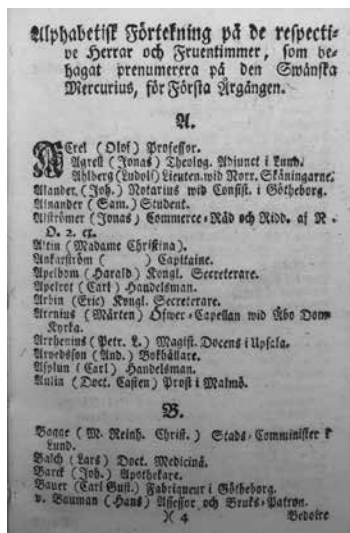 Alphabetisk Förtekning på de respecti-
ve Herrar och Fruentimmer, som be-
hagat prenumerera på den Swänska
Mercurius, för Första Årgången.
A.
ACrel (Olof) Professor.
Agrell (Jonas) Theolog. Adjunct i Lund.
Ahlberg (Ludolf) Lieuten. wid Norr. Skåningarne.
Alander. (Joh.) Notarius wid Consist. i Götheborg.
Alnander (Sam.) Student.
Alströmer (Jonas) Commerce-Råd och Ridd. af N.
O. 2. Cl.
Altin (Madame Christina).
Ankarström ( ) Capitaine.
Apelbom (Harald) Kongl. Secreterare.
Apelrot (Carl) Handelsman.
Arbin (Eric) Kongl. Secreterare.
Arenius (Mårten) Öfwer-Capellan wid Åbo Dom-
Kyrka.
Arrhenius (Petr. L.) Magist. Docens i Upsala.
Arvedsson (And.) Bokhållare.
Asplun (Carl) Handelsman.
Aulin (Doct. Casten) Prost i Malmö.
B.
Bagge (M. Reinh. Christ.) Stads-Comminister i
Lund.
Balch (Lars) Doct. Medicinä.
Barck (Joh.) Apothekare.
Bauer (Carl Gust.) Fabriqueur i Götheborg.
v. Bauman (Hans) Assessor och Bruks-Patron.
)( 4 Bedoire